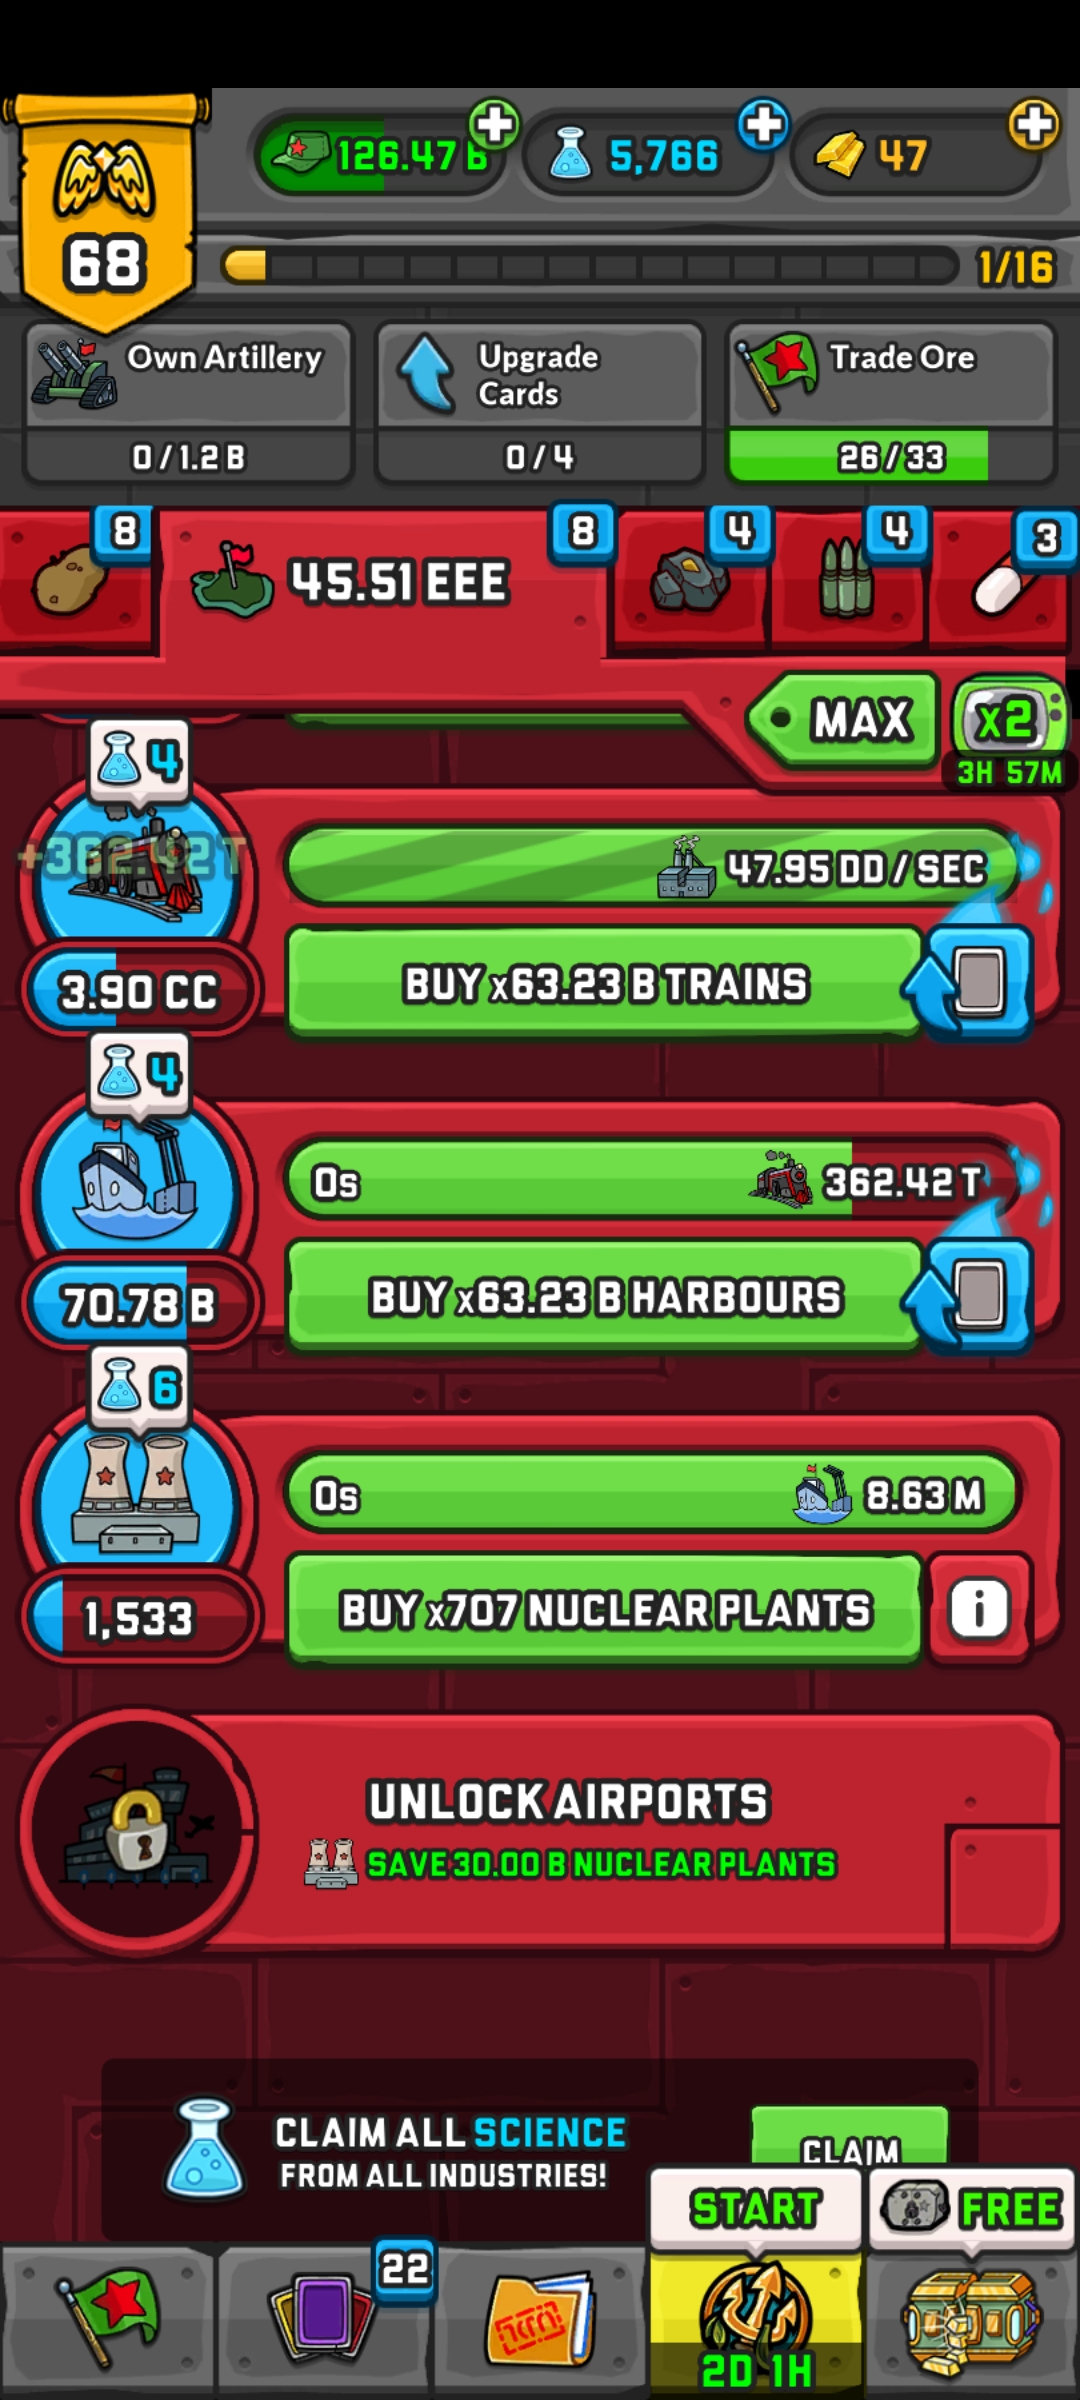 126.47 B
5,766
47
68
1/16
Own Artillery
0/1.2 B
Upgrade
Cards
0/4
Trade Ore
26/33
8
45.51 EEE
8
4
4
3
MAX
x2
3H 57M
4
+362.42 T
47.95 DD / SEC
3.90 CC
BUY x63.23 B TRAINS
4
0s
362.42 T
70.78 B
BUY x63.23 B HARBOURS
6
0s
8.63 M
1,533
BUY x707 NUCLEAR PLANTS
i
UNLOCK AIRPORTS
SAVE 30.00 B NUCLEAR PLANTS
CLAIM ALL SCIENCE
FROM ALL INDUSTRIES!
CLAIM
START
FREE
22
2D 1H